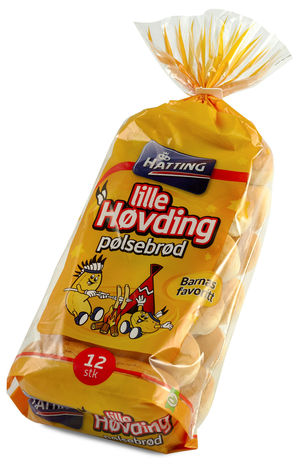 HATTING
lille
Høvding
pølsebrød
Barnas
favoritt
12
stk
HATTING
lille
Høvding
pølsebrød